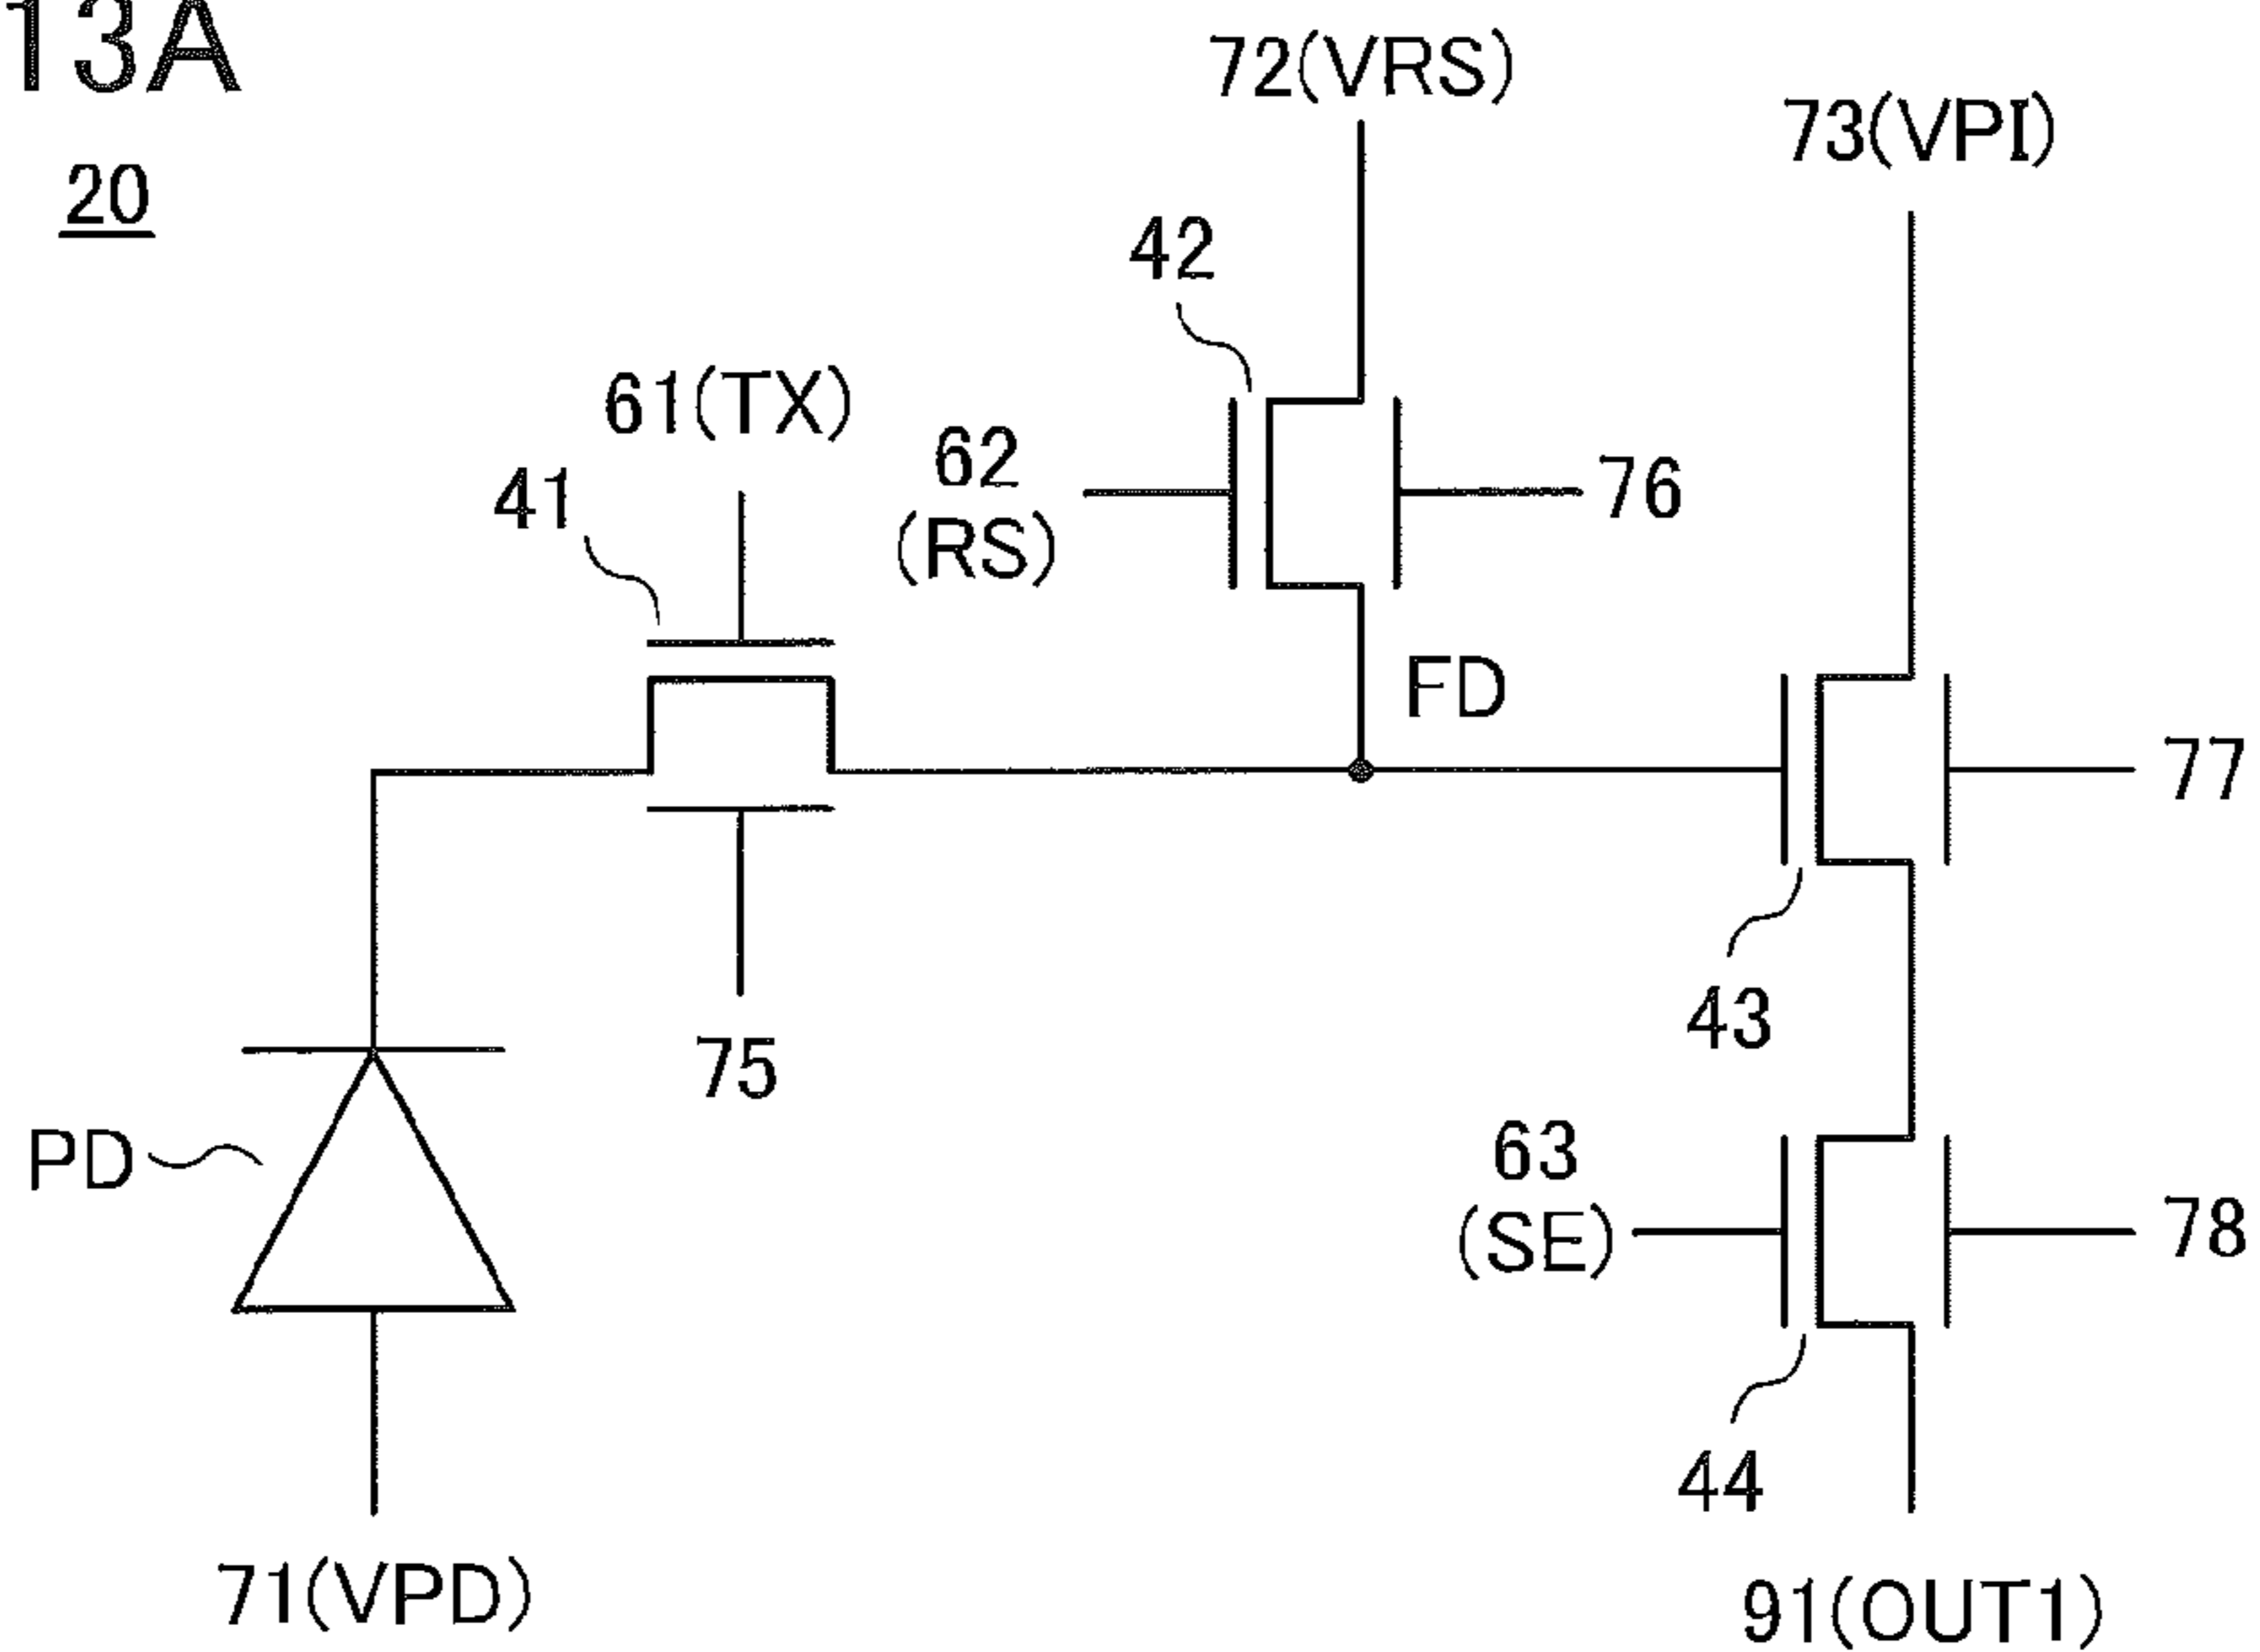 13A
20
72(VRS)
73(VPI)
42
61(TX)
62
(RS)
76
41
FD
77
43
75
PD
63
(SE)
78
44
71(VPD)
91(OUT1)